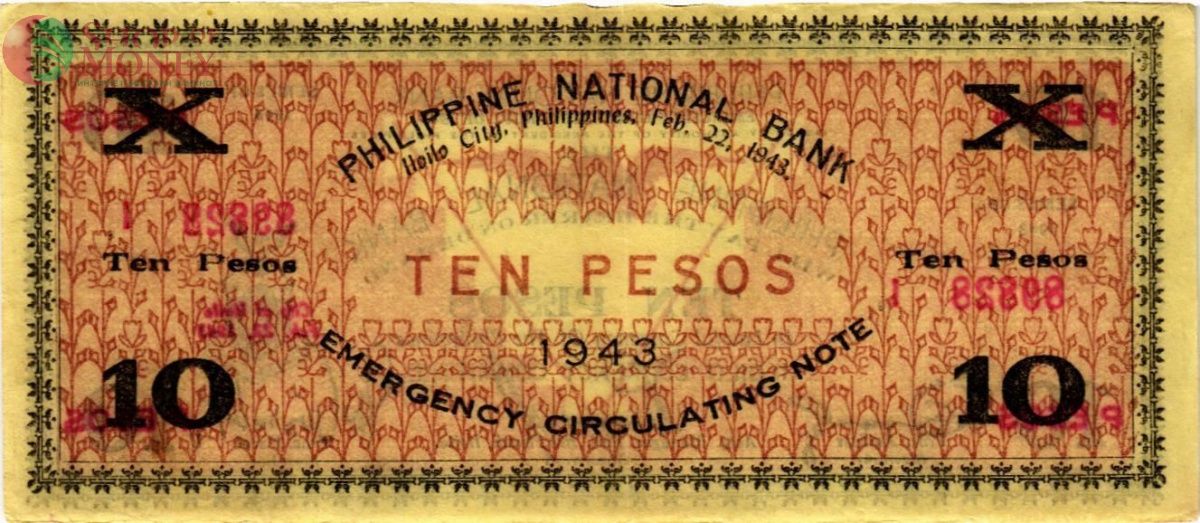 MONEY
X
X
PHILIPPINE NATIONAL BANK
Iloilo City, Philippines, Feb. 22, 1943.
Ten Pesos
TEN PESOS
Ten Pesos
1943
EMERGENCY CIRCULATING NOTE
10
10